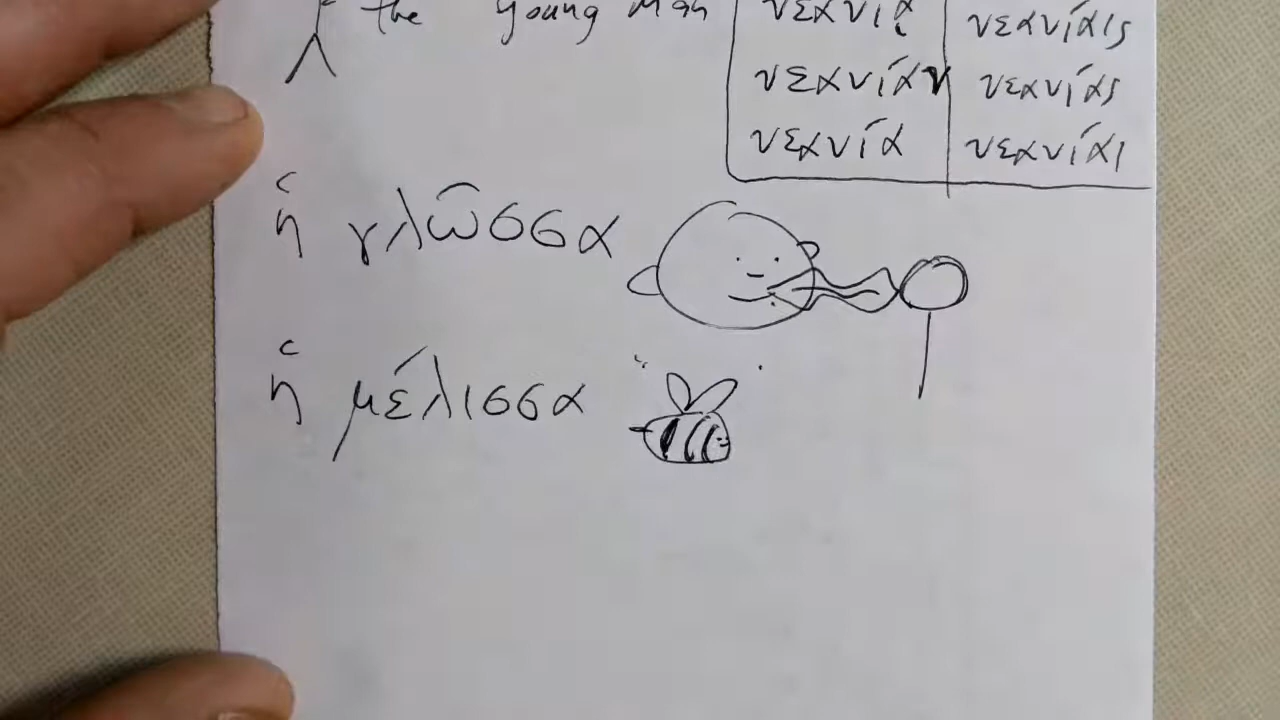 the young man
νεανίᾳ νεανίαις
νεανίαν νεανίας
νεανία νεανίαι
ἡ γλῶσσα
ἡ μέλισσα